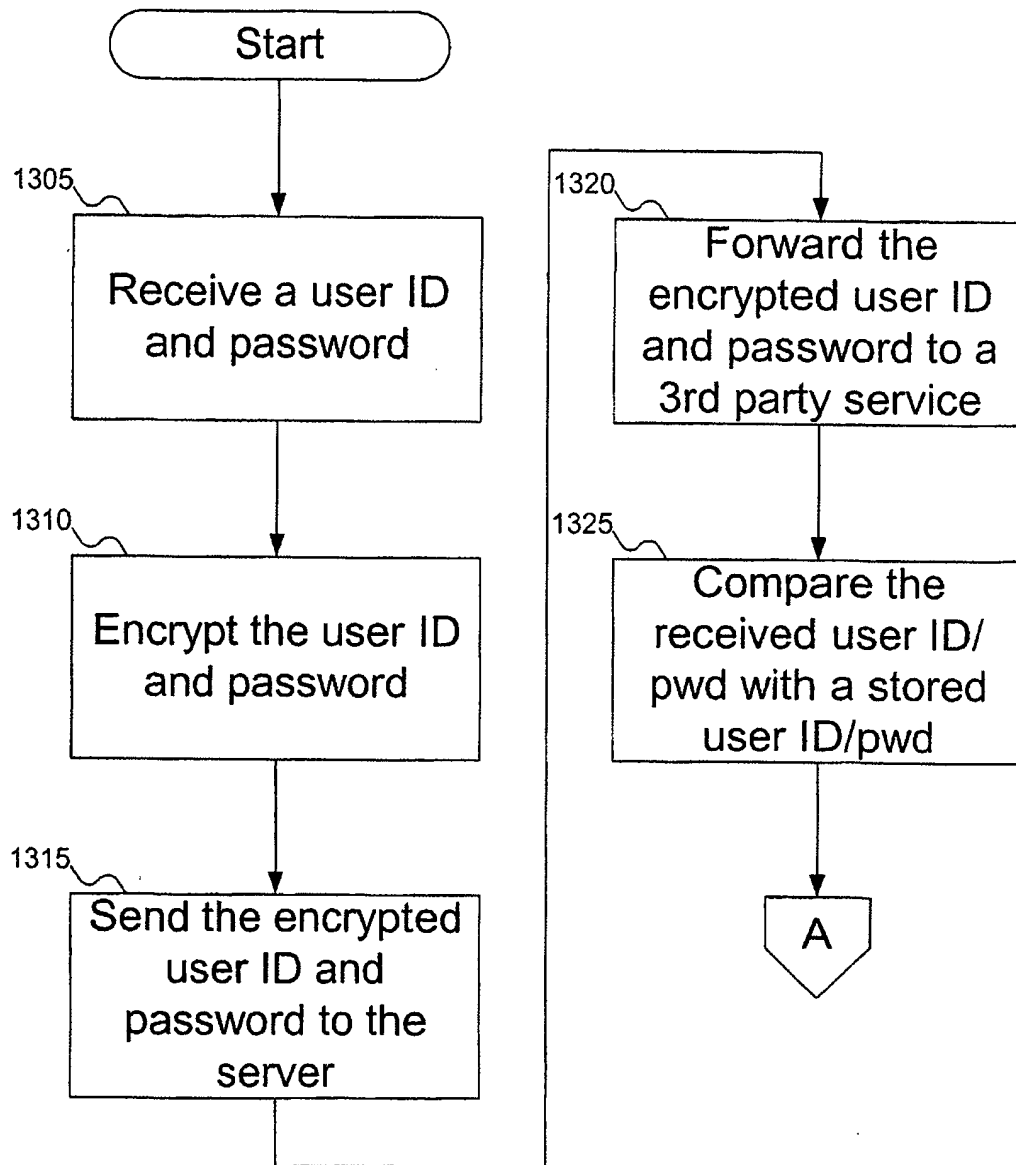 Start
1305
Receive a user ID
and password
1310
Encrypt the user ID
and password
1315
Send the encrypted
user ID and
password to the
server
1320
Forward the
encrypted user ID
and password to a
3rd party service
1325
Compare the
received user ID/
pwd with a stored
user ID/pwd
A